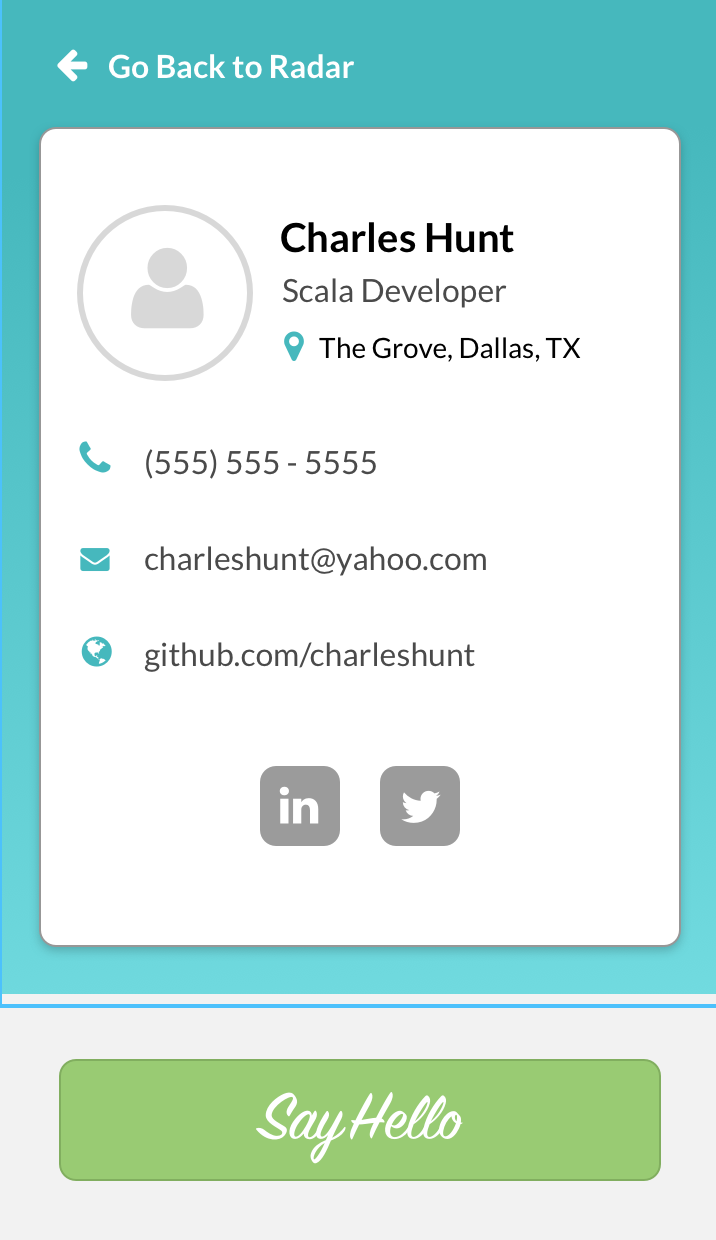 Go Back to Radar
Charles Hunt
Scala Developer
The Grove, Dallas, TX
(555) 555 - 5555
charleshunt@yahoo.com
github.com/charleshunt
in
Say Hello